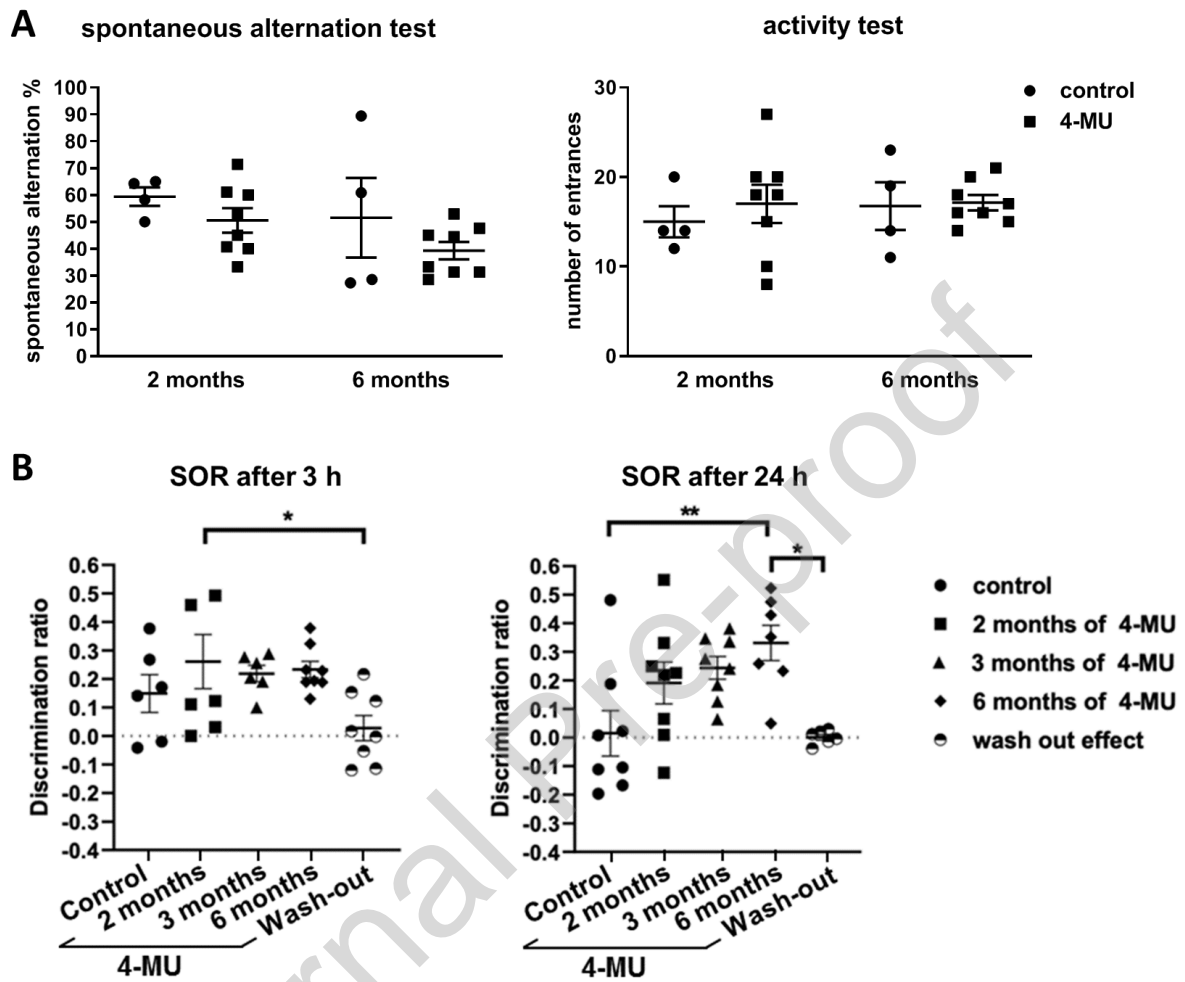 A
spontaneous alternation test
activity test
spontaneous alternation %
100
90
80
70
60
50
40
30
20
10
0
2 months
6 months
number of entrances
30
20
10
0
2 months
6 months
control
4-MU
B
SOR after 3 h
SOR after 24 h
*
**
*
Discrimination ratio
0.6
0.5
0.4
0.3
0.2
0.1
0.0
-0.1
-0.2
-0.3
-0.4
Control
2 months
3 months
6 months
Wash-out
4-MU
Discrimination ratio
0.6
0.5
0.4
0.3
0.2
0.1
0.0
-0.1
-0.2
-0.3
-0.4
Control
2 months
3 months
6 months
Wash-out
4-MU
control
2 months of 4-MU
3 months of 4-MU
6 months of 4-MU
wash out effect
rnal Pre-proof